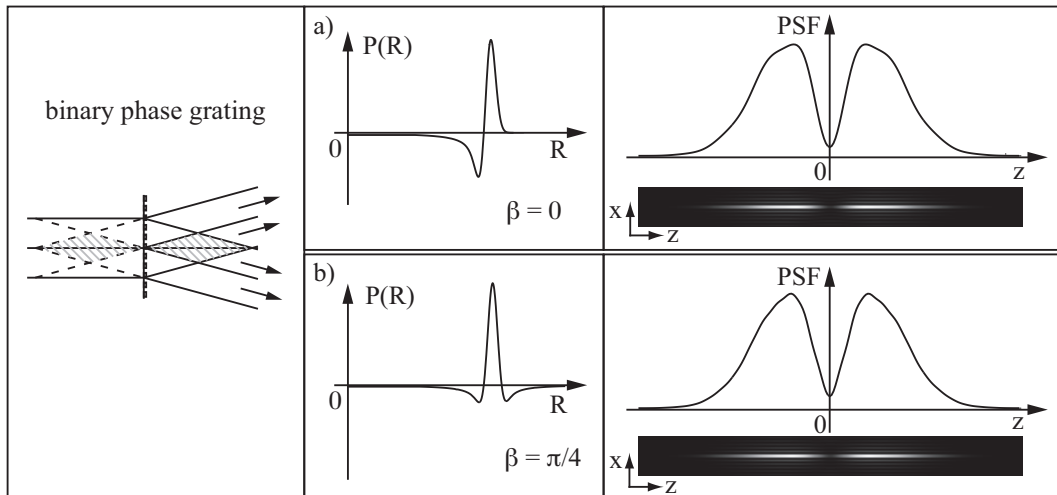 binary phase grating
a)
P(R)
0
R
β = 0
PSF
0
z
x
z
b)
P(R)
0
R
β = π/4
PSF
0
z
x
z